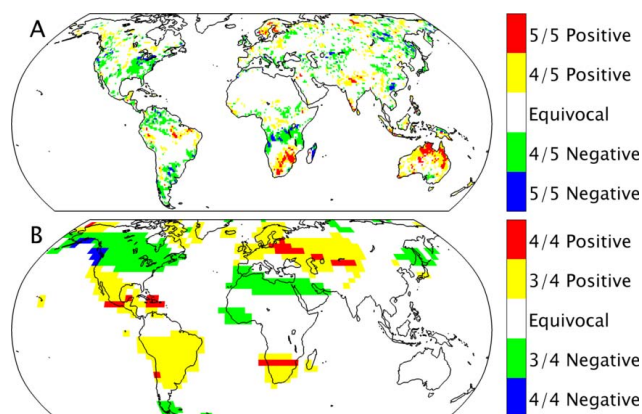 A
5/5 Positive
4/5 Positive
Equivocal
4/5 Negative
5/5 Negative
B
4/4 Positive
3/4 Positive
Equivocal
3/4 Negative
4/4 Negative